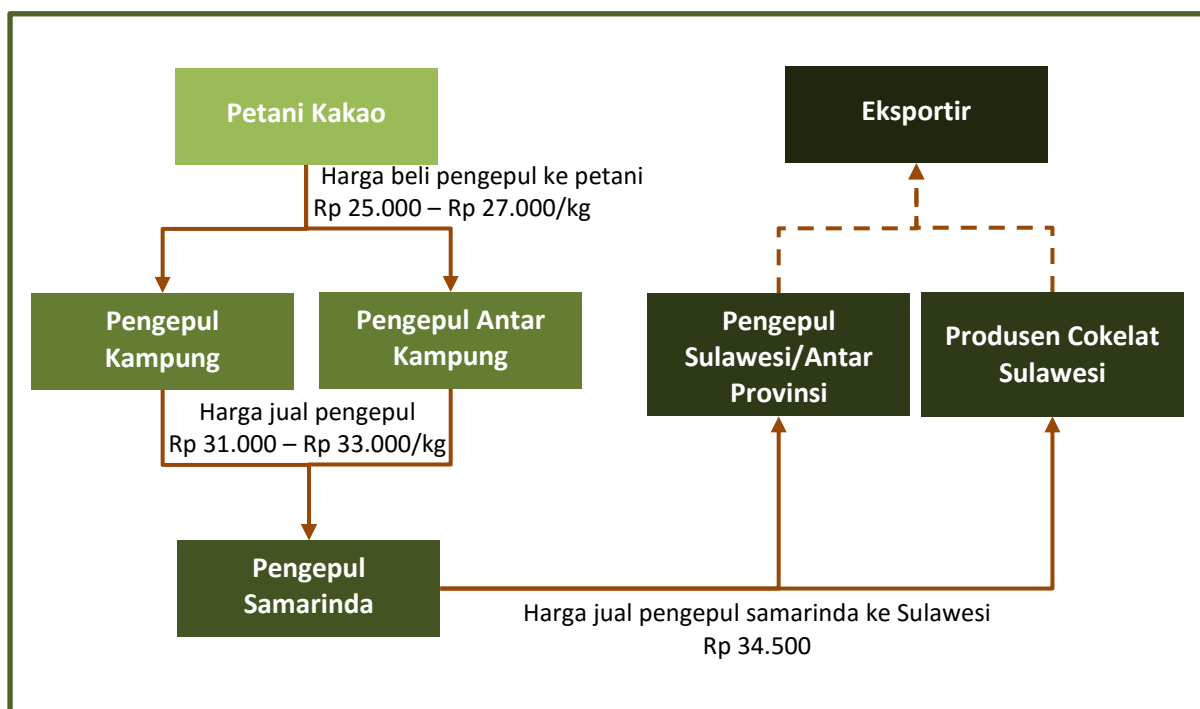 Petani Kakao
Harga beli pengepul ke petani
Rp 25.000 – Rp 27.000/kg
Pengepul
Kampung
Pengepul Antar
Kampung
Harga jual pengepul
Rp 31.000 – Rp 33.000/kg
Pengepul
Samarinda
Harga jual pengepul samarinda ke Sulawesi
Rp 34.500
Pengepul
Sulawesi/Antar
Provinsi
Produsen Cokelat
Sulawesi
Eksportir